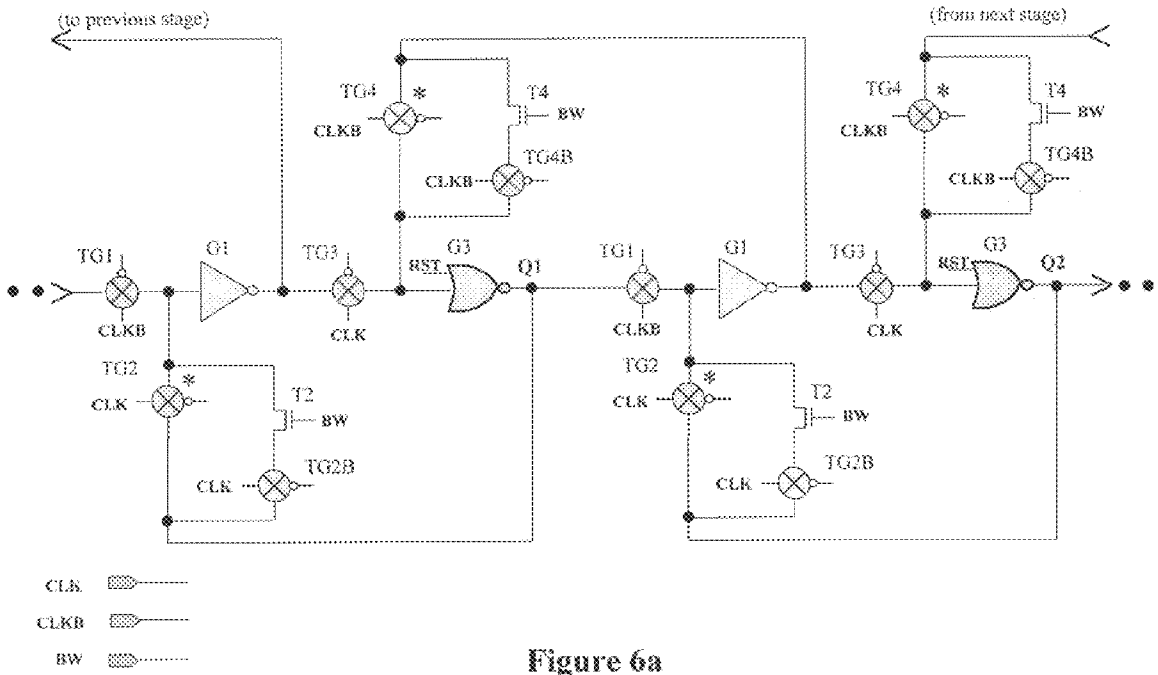 (to previous stage) (from next stage)
TG4 * T4 TG4 * T4
BW BW
CLKB CLKB
TG4B TG4B
CLKB CLKB
TG1 G1 TG3 G3 TG1 G1 TG3 G3
RST Q1 RST Q2
CLKB CLK CLKB CLK
TG2 * TG2 *
T2 T2
CLK BW CLK BW
TG2B TG2B
CLK CLK
CLK
CLKB
BW
Figure 6a